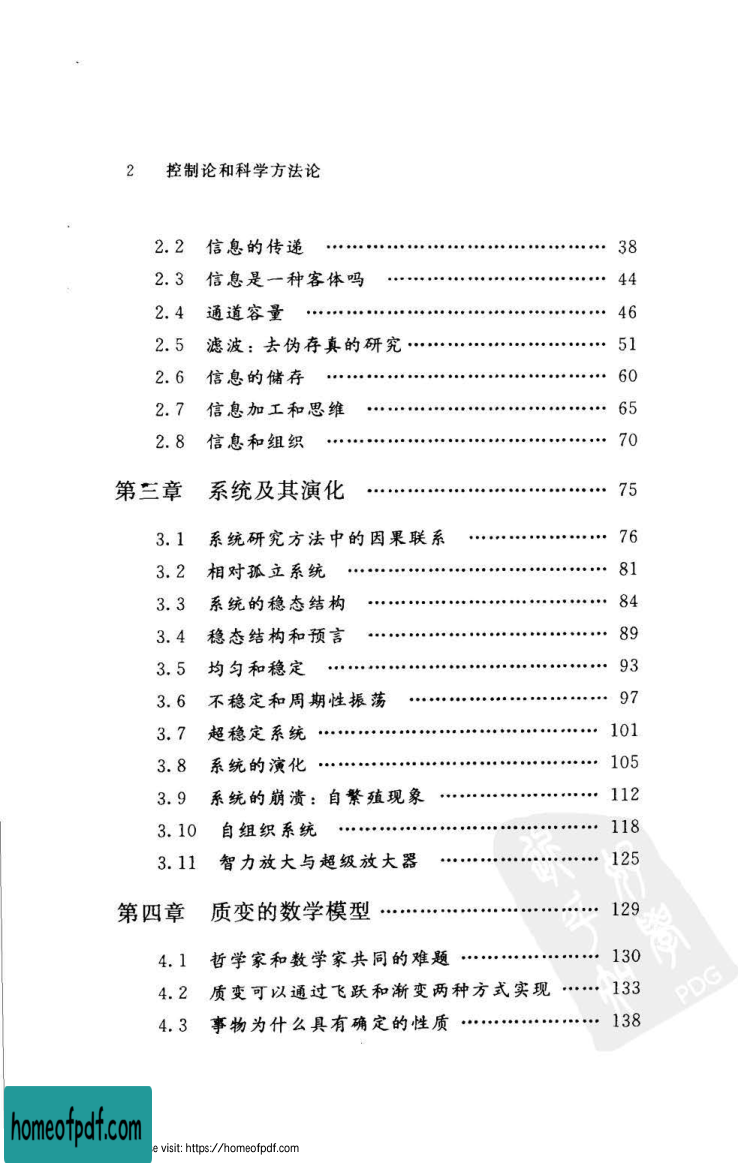 2 控制论和科学方法论
2.2 信息的传递 …………………………………… 38
2.3 信息是一种客体吗 …………………………… 44
2.4 通道容量 ……………………………………… 46
2.5 滤波：去伪存真的研究 ………………………… 51
2.6 信息的储存 …………………………………… 60
2.7 信息加工和思维 ……………………………… 65
2.8 信息和组织 …………………………………… 70
第三章 系统及其演化 ……………………………… 75
3.1 系统研究方法中的因果联系 ………………… 76
3.2 相对孤立系统 ………………………………… 81
3.3 系统的稳态结构 ……………………………… 84
3.4 稳态结构和预言 ……………………………… 89
3.5 均匀和稳定 …………………………………… 93
3.6 不稳定和周期性振荡 ………………………… 97
3.7 超稳定系统 …………………………………… 101
3.8 系统的演化 …………………………………… 105
3.9 系统的崩溃：自繁殖现象 …………………… 112
3.10 自组织系统 ………………………………… 118
3.11 智力放大与超级放大器 …………………… 125
第四章 质变的数学模型 …………………………… 129
4.1 哲学家和数学家共同的难题 ………………… 130
4.2 质变可以通过飞跃和渐变两种方式实现 …… 133
4.3 事物为什么具有确定的性质 ………………… 138
PDG
homeofpdf.com
e visit: https://homeofpdf.com